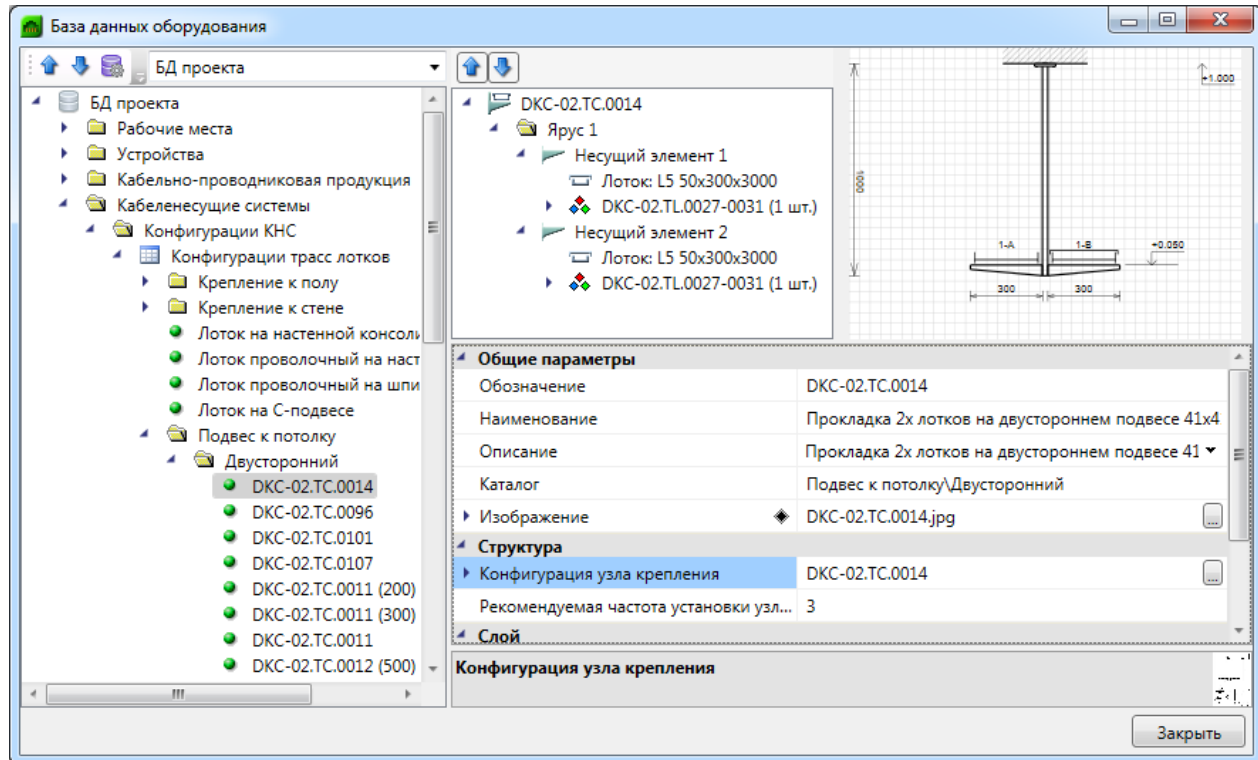 База данных оборудования
БД проекта
БД проекта
Рабочие места
Устройства
Кабельно-проводниковая продукция
Кабеленесущие системы
Конфигурации КНС
Конфигурации трасс лотков
Крепление к полу
Крепление к стене
Лоток на настенной консоли
Лоток проволочный на наст
Лоток проволочный на шпи
Лоток на С-подвесе
Подвес к потолку
Двусторонний
DKC-02.TC.0014
DKC-02.TC.0096
DKC-02.TC.0101
DKC-02.TC.0107
DKC-02.TC.0011 (200)
DKC-02.TC.0011 (300)
DKC-02.TC.0011
DKC-02.TC.0012 (500)
DKC-02.TC.0014
Ярус 1
Несущий элемент 1
Лоток: L5 50x300x3000
DKC-02.TL.0027-0031 (1 шт.)
Несущий элемент 2
Лоток: L5 50x300x3000
DKC-02.TL.0027-0031 (1 шт.)
+1.000
1000
1-A 1-B +0.050
300 300
Общие параметры
Обозначение DKC-02.TC.0014
Наименование Прокладка 2х лотков на двустороннем подвесе 41х4
Описание Прокладка 2х лотков на двустороннем подвесе 41
Каталог Подвес к потолку\Двусторонний
Изображение DKC-02.TC.0014.jpg ...
Структура
Конфигурация узла крепления DKC-02.TC.0014 ...
Рекомендуемая частота установки узл... 3
Слой
Конфигурация узла крепления
Закрыть